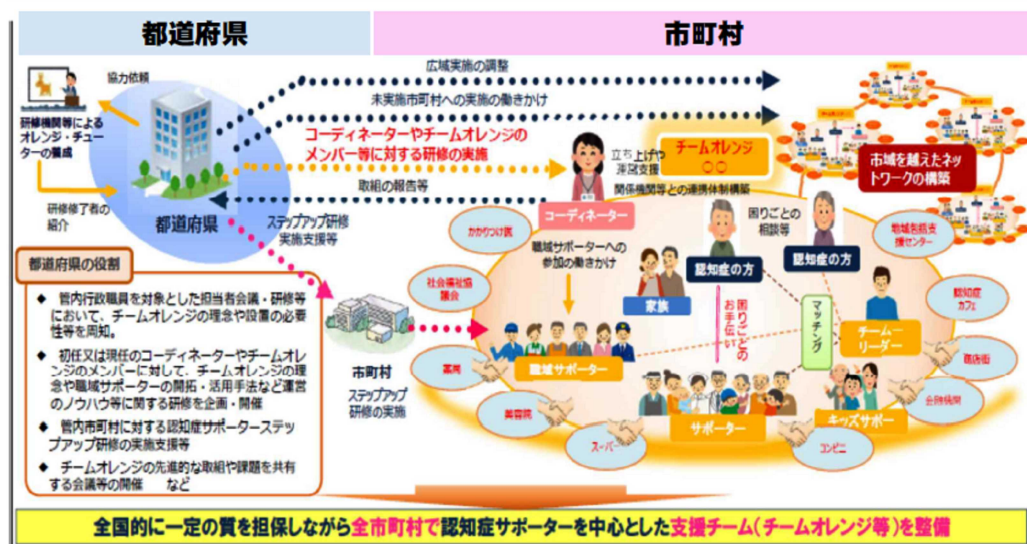 都道府県
市町村
協力依頼
研修機関等による
オレンジ・チュー
ターの養成
研修修了者の
紹介
都道府県
広域実施の調整
未実施市町村への実施の働きかけ
コーディネーターやチームオレンジの
メンバー等に対する研修の実施
取組の報告等
ステップアップ研修
実施支援等
立ち上げや
運営支援
チームオレンジ
○○
関係機関等との連携体制構築
市域を越えたネッ
トワークの構築
コーディネーター
かかりつけ医
職域サポーターへの
参加の働きかけ
困りごとの
相談等
地域包括支
援センター
認知症の方
認知症の方
社会福祉協
議会
家族
困りごとの
お手伝い
マッチング
認知症
カフェ
チームー
リーダー
職域サポーター
薬局
商店街
美容院
サポーター
キッズサポー
金融機関
スーパー
コンビニ
市町村
ステップアップ
研修の実施
都道府県の役割
◆ 管内行政職員を対象とした担当者会議・研修等
において、チームオレンジの理念や設置の必要
性等を周知。
◆ 初任又は現任のコーディネーターやチームオレ
ンジのメンバーに対して、チームオレンジの理
念や職域サポーターの開拓・活用手法など運営
のノウハウ等に関する研修を企画・開催
◆ 管内市町村に対する認知症サポーターステッ
プアップ研修の実施支援等
◆ チームオレンジの先進的な取組や課題を共有
する会議等の開催 など
全国的に一定の質を担保しながら全市町村で認知症サポーターを中心とした支援チーム(チームオレンジ等)を整備